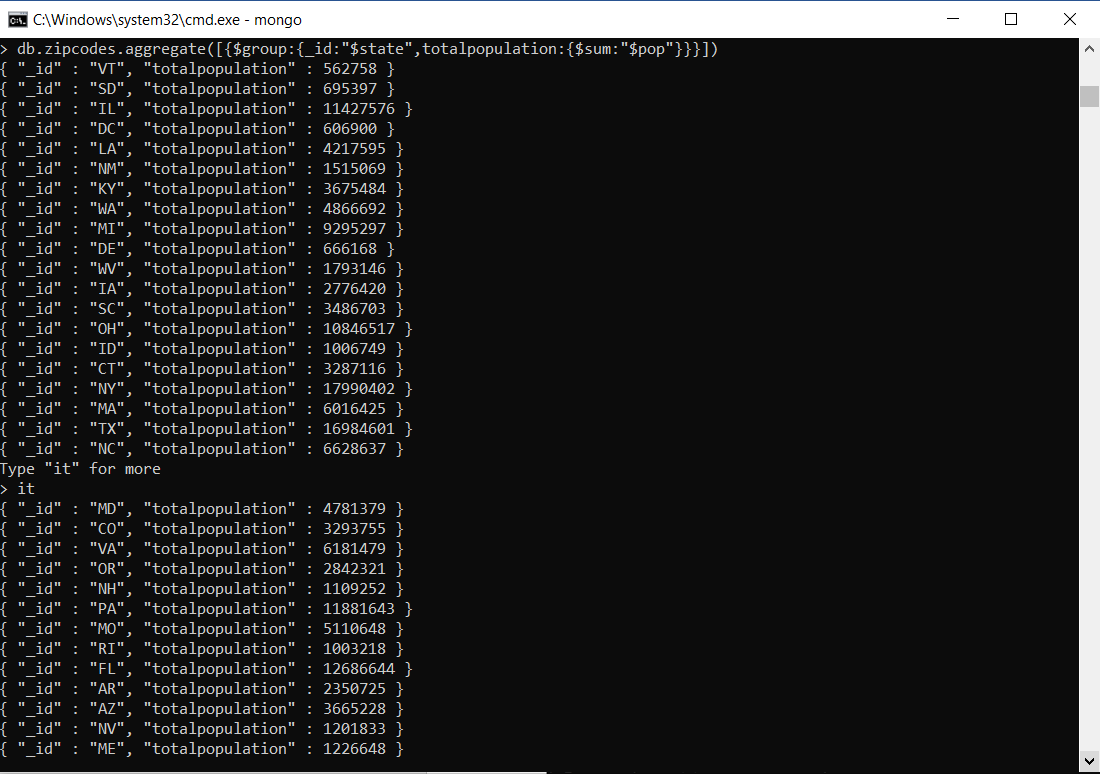 C:\Windows\system32\cmd.exe - mongo
> db.zipcodes.aggregate([{$group:{_id:"$state",totalpopulation:{$sum:"$pop"}}}])
{ "_id" : "VT", "totalpopulation" : 562758 }
{ "_id" : "SD", "totalpopulation" : 695397 }
{ "_id" : "IL", "totalpopulation" : 11427576 }
{ "_id" : "DC", "totalpopulation" : 606900 }
{ "_id" : "LA", "totalpopulation" : 4217595 }
{ "_id" : "NM", "totalpopulation" : 1515069 }
{ "_id" : "KY", "totalpopulation" : 3675484 }
{ "_id" : "WA", "totalpopulation" : 4866692 }
{ "_id" : "MI", "totalpopulation" : 9295297 }
{ "_id" : "DE", "totalpopulation" : 666168 }
{ "_id" : "WV", "totalpopulation" : 1793146 }
{ "_id" : "IA", "totalpopulation" : 2776420 }
{ "_id" : "SC", "totalpopulation" : 3486703 }
{ "_id" : "OH", "totalpopulation" : 10846517 }
{ "_id" : "ID", "totalpopulation" : 1006749 }
{ "_id" : "CT", "totalpopulation" : 3287116 }
{ "_id" : "NY", "totalpopulation" : 17990402 }
{ "_id" : "MA", "totalpopulation" : 6016425 }
{ "_id" : "TX", "totalpopulation" : 16984601 }
{ "_id" : "NC", "totalpopulation" : 6628637 }
Type "it" for more
> it
{ "_id" : "MD", "totalpopulation" : 4781379 }
{ "_id" : "CO", "totalpopulation" : 3293755 }
{ "_id" : "VA", "totalpopulation" : 6181479 }
{ "_id" : "OR", "totalpopulation" : 2842321 }
{ "_id" : "NH", "totalpopulation" : 1109252 }
{ "_id" : "PA", "totalpopulation" : 11881643 }
{ "_id" : "MO", "totalpopulation" : 5110648 }
{ "_id" : "RI", "totalpopulation" : 1003218 }
{ "_id" : "FL", "totalpopulation" : 12686644 }
{ "_id" : "AR", "totalpopulation" : 2350725 }
{ "_id" : "AZ", "totalpopulation" : 3665228 }
{ "_id" : "NV", "totalpopulation" : 1201833 }
{ "_id" : "ME", "totalpopulation" : 1226648 }